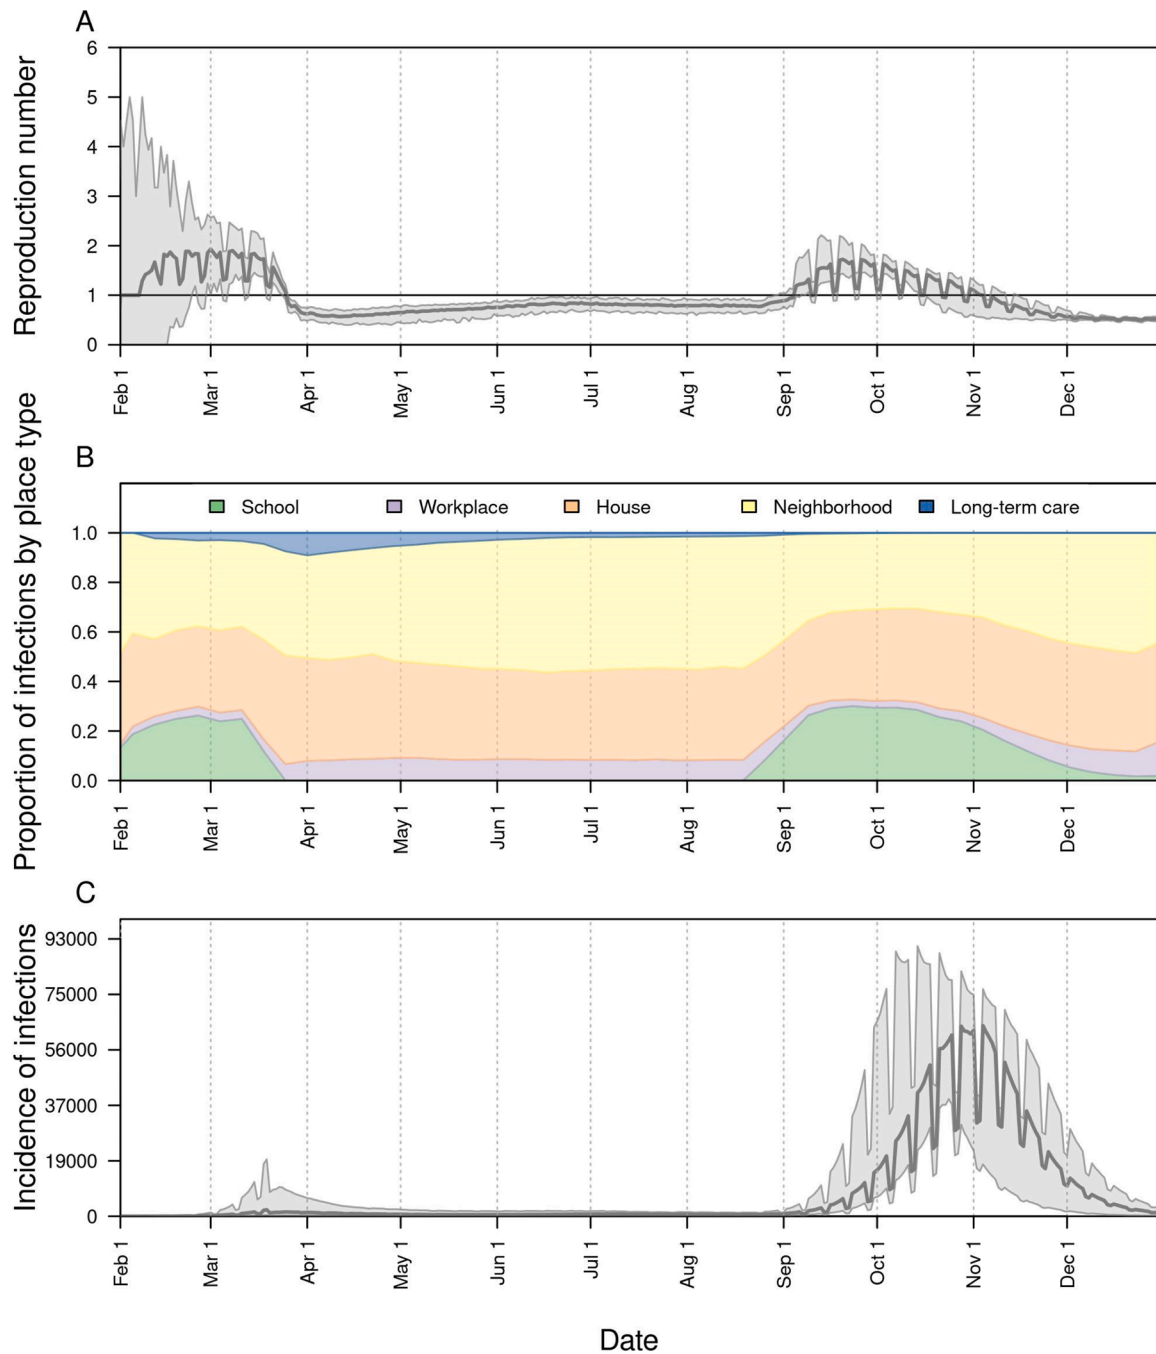 A
Reproduction number
6
5
4
3
2
1
0
Feb 1 Mar 1 Apr 1 May 1 Jun 1 Jul 1 Aug 1 Sep 1 Oct 1 Nov 1 Dec 1
B
Proportion of infections by place type
School Workplace House Neighborhood Long-term care
1.0
0.8
0.6
0.4
0.2
0.0
Feb 1 Mar 1 Apr 1 May 1 Jun 1 Jul 1 Aug 1 Sep 1 Oct 1 Nov 1 Dec 1
C
Incidence of infections
93000
75000
56000
37000
19000
0
Feb 1 Mar 1 Apr 1 May 1 Jun 1 Jul 1 Aug 1 Sep 1 Oct 1 Nov 1 Dec 1
Date